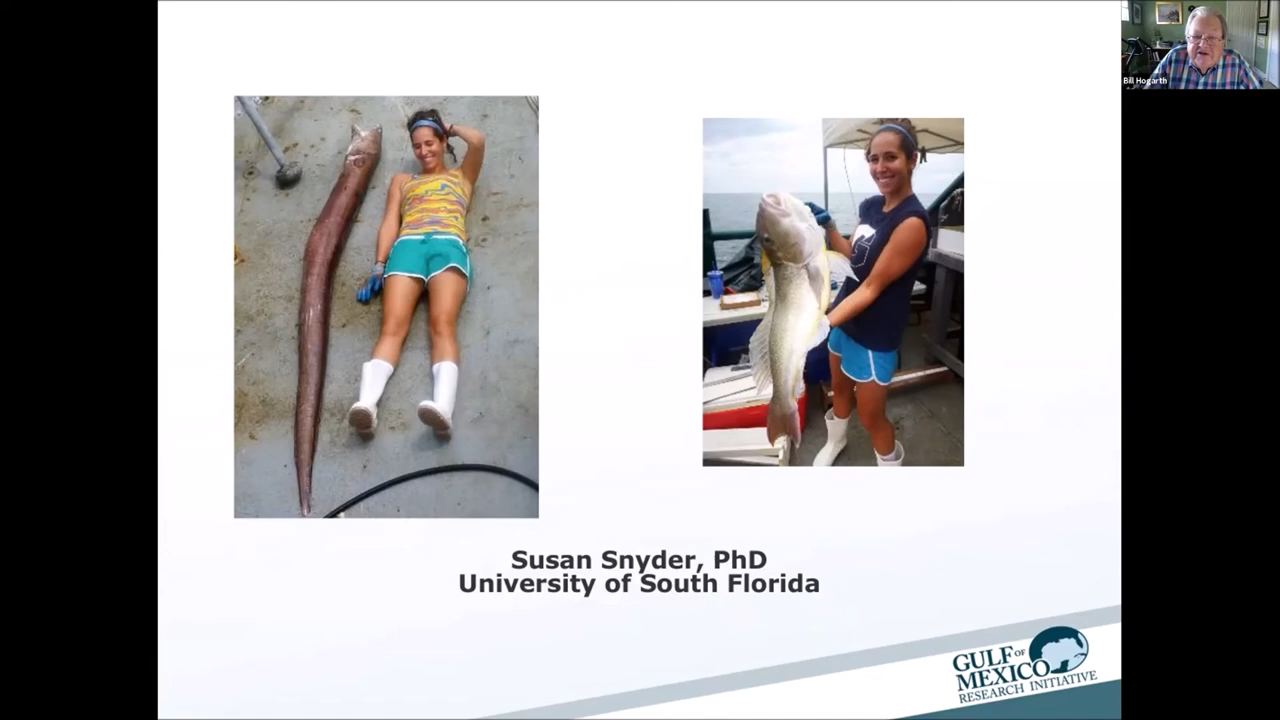 Bill Hogarth
Susan Snyder, PhD
University of South Florida
GULF OF
MEXICO
RESEARCH INITIATIVE